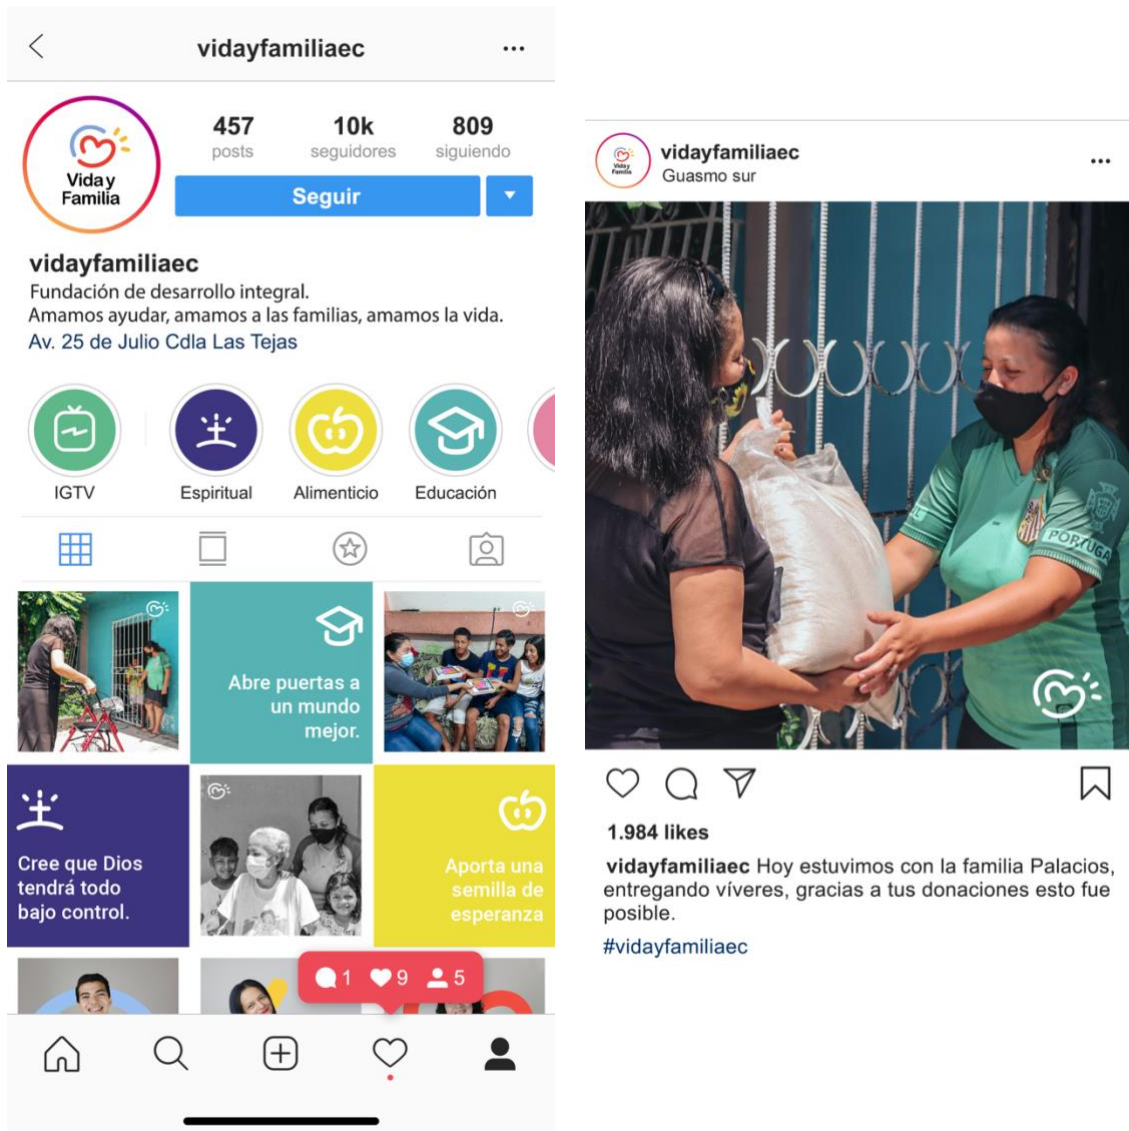 vidayfamiliaec
Vida y
Familia
457
posts
10k
seguidores
809
siguiendo
Seguir
vidayfamiliaec
Fundación de desarrollo integral.
Amamos ayudar, amamos a las familias, amamos la vida.
Av. 25 de Julio Cdla Las Tejas
IGTV
Espiritual
Alimenticio
Educación
Abre puertas a
un mundo
mejor.
Cree que Dios
tendrá todo
bajo control.
Aporta una
semilla de
esperanza
1
9
5
Vida y
Familia
vidayfamiliaec
Guasmo sur
PORTUGA
1.984 likes
vidayfamiliaec Hoy estuvimos con la familia Palacios,
entregando víveres, gracias a tus donaciones esto fue
posible.
#vidayfamiliaec